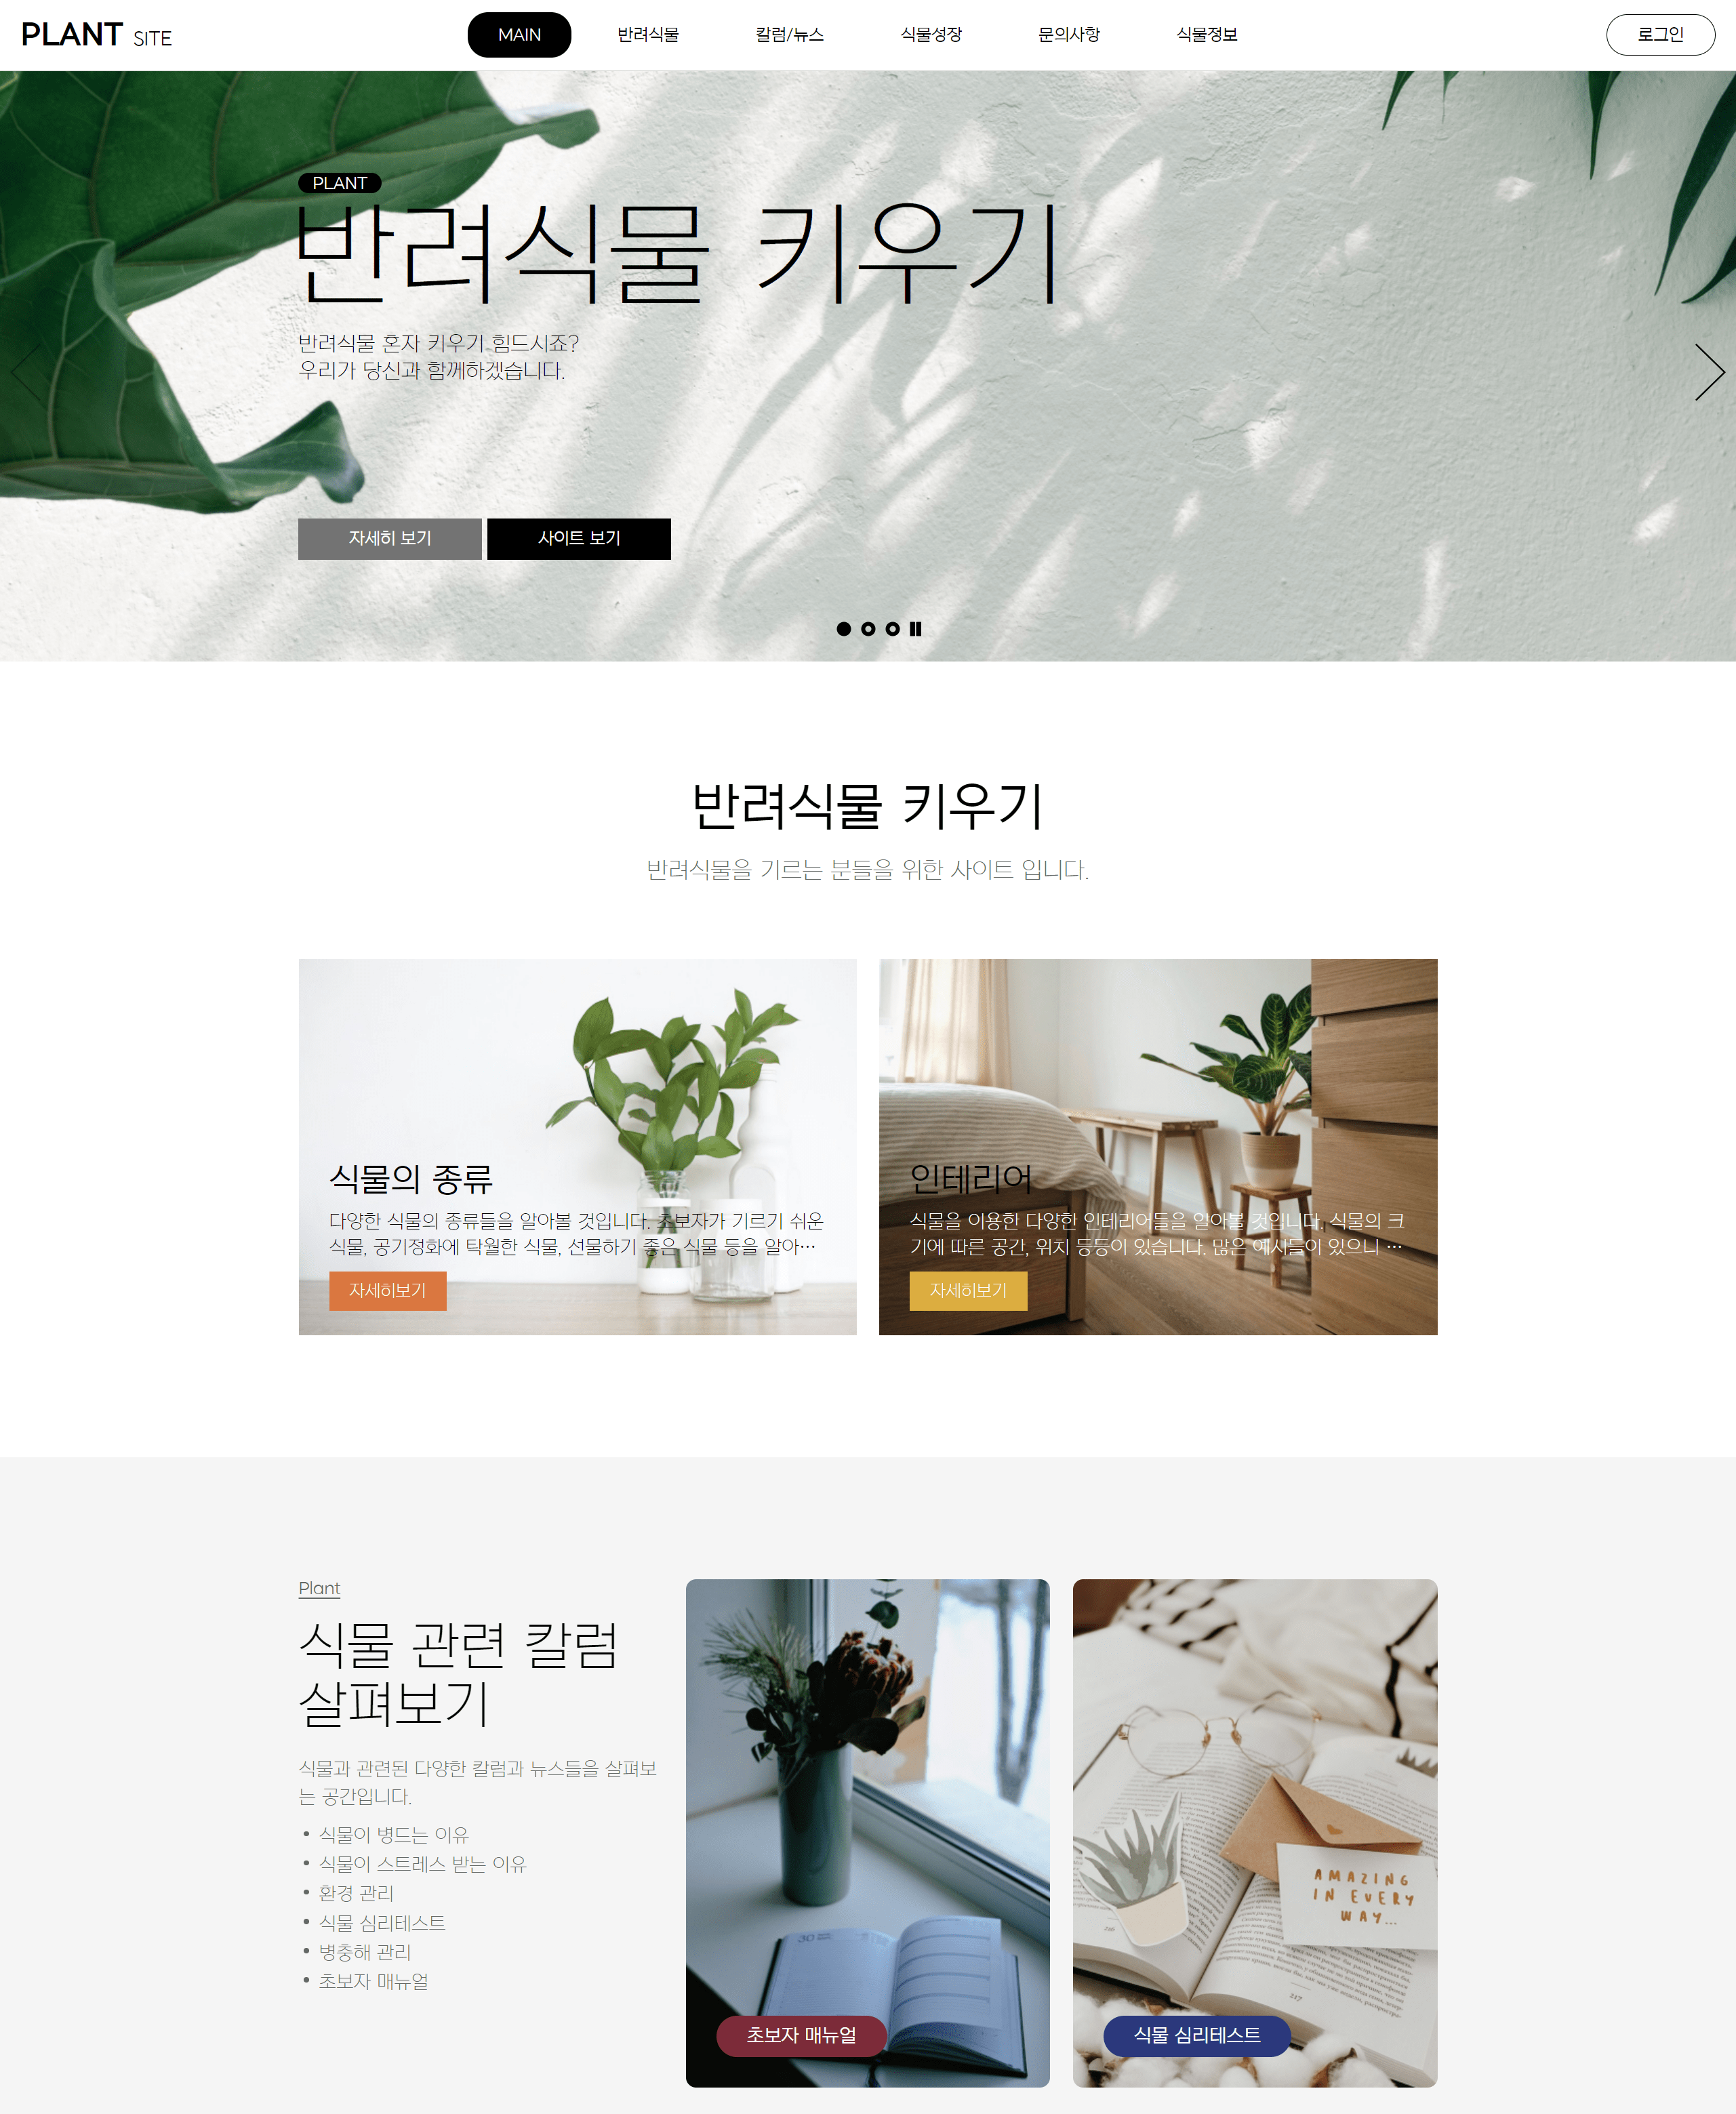 PLANT SITE
MAIN
반려식물
칼럼/뉴스
식물성장
문의사항
식물정보
로그인
PLANT
반려식물 키우기
반려식물 혼자 키우기 힘드시죠?
우리가 당신과 함께하겠습니다.
자세히 보기
사이트 보기
반려식물 키우기
반려식물을 기르는 분들을 위한 사이트 입니다.
식물의 종류
다양한 식물의 종류들을 알아볼 것입니다. 초보자가 기르기 쉬운
식물, 공기정화에 탁월한 식물, 선물하기 좋은 식물 등을 알아…
자세히보기
인테리어
식물을 이용한 다양한 인테리어들을 알아볼 것입니다. 식물의 크
기에 따른 공간, 위치 등등이 있습니다. 많은 예시들이 있으니 …
자세히보기
Plant
식물 관련 칼럼
살펴보기
식물과 관련된 다양한 칼럼과 뉴스들을 살펴보
는 공간입니다.
• 식물이 병드는 이유
• 식물이 스트레스 받는 이유
• 환경 관리
• 식물 심리테스트
• 병충해 관리
• 초보자 매뉴얼
30
초보자 매뉴얼
AMAZING
IN EVERY
WAY...
217
식물 심리테스트